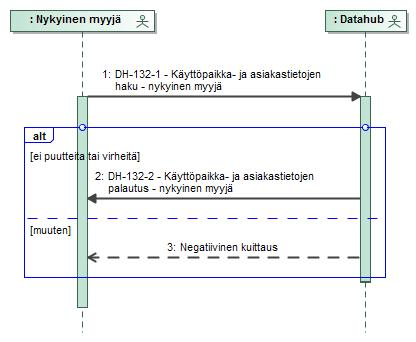 : Nykyinen myyjä
: Datahub
1: DH-132-1 - Käyttöpaikka- ja asiakastietojen
haku - nykyinen myyjä
alt
[ei puutteita tai virheitä]
2: DH-132-2 - Käyttöpaikka- ja asiakastietojen
palautus - nykyinen myyjä
[muuten]
3: Negatiivinen kuittaus